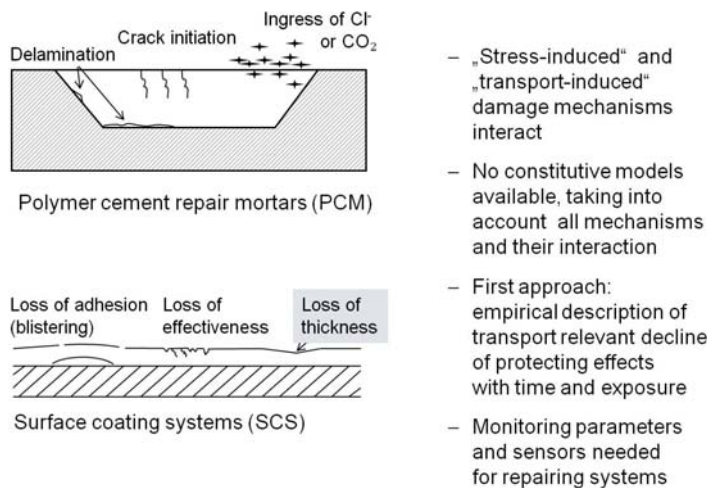 Ingress of Cl-
or CO2
Crack initiation
Delamination
Polymer cement repair mortars (PCM)
Loss of adhesion
(blistering)
Loss of
effectiveness
Loss of
thickness
Surface coating systems (SCS)
– „Stress-induced“ and
„transport-induced“
damage mechanisms
interact
– No constitutive models
available, taking into
account all mechanisms
and their interaction
– First approach:
empirical description of
transport relevant decline
of protecting effects
with time and exposure
– Monitoring parameters
and sensors needed
for repairing systems